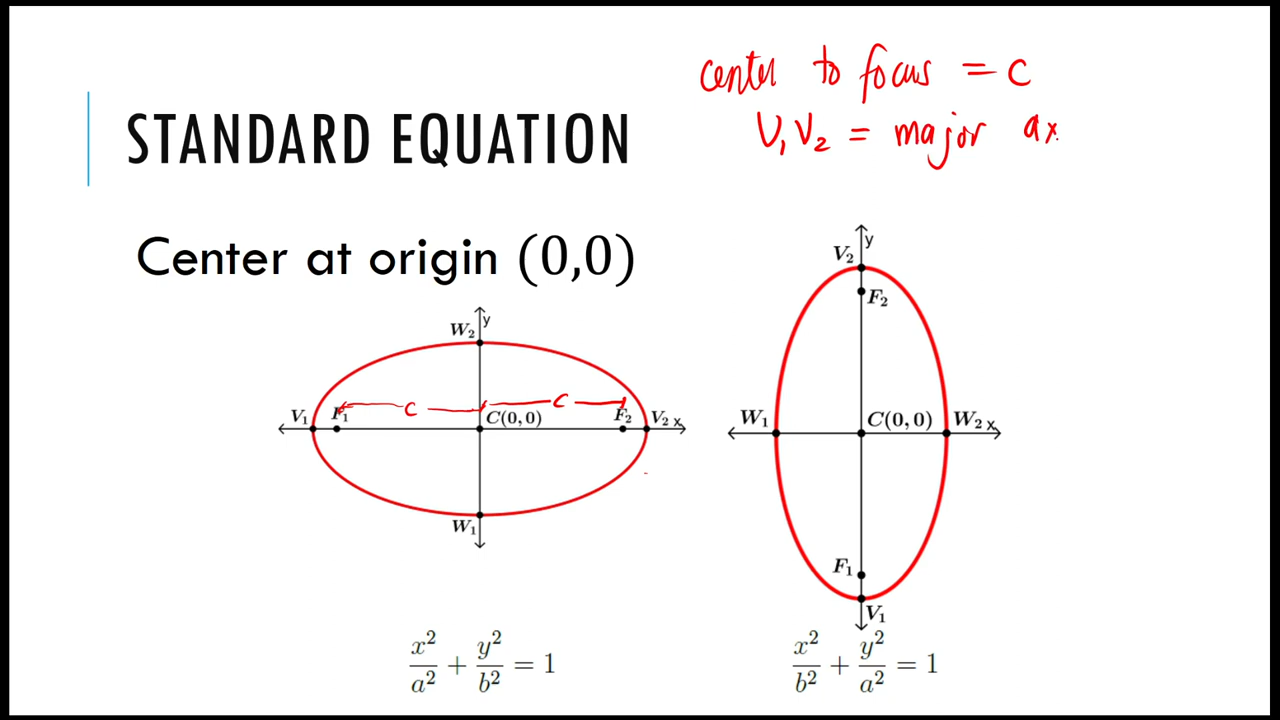 center to focus = c
STANDARD EQUATION
V₁V₂ = major ax
Center at origin (0,0)
y
V₂
F₂
W₂ y
V₁ F₁ c c F₂ V₂ x
C(0,0)
W₁ C(0,0) W₂ x
W₁
F₁
V₁
x²/a² + y²/b² = 1
x²/b² + y²/a² = 1